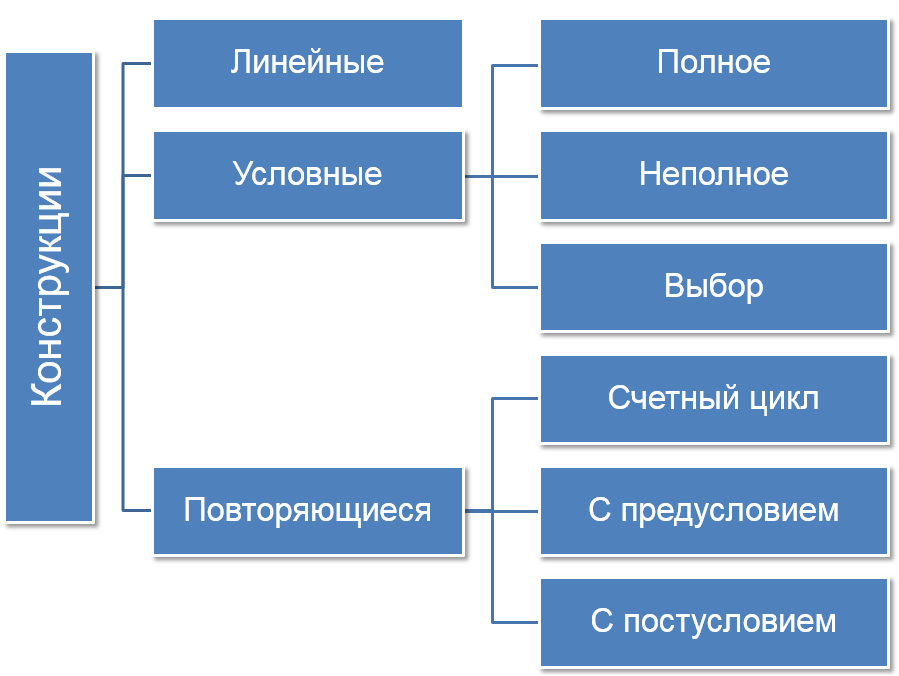 Конструкции
Линейные
Условные
Полное
Неполное
Выбор
Повторяющиеся
Счетный цикл
С предусловием
С постусловием